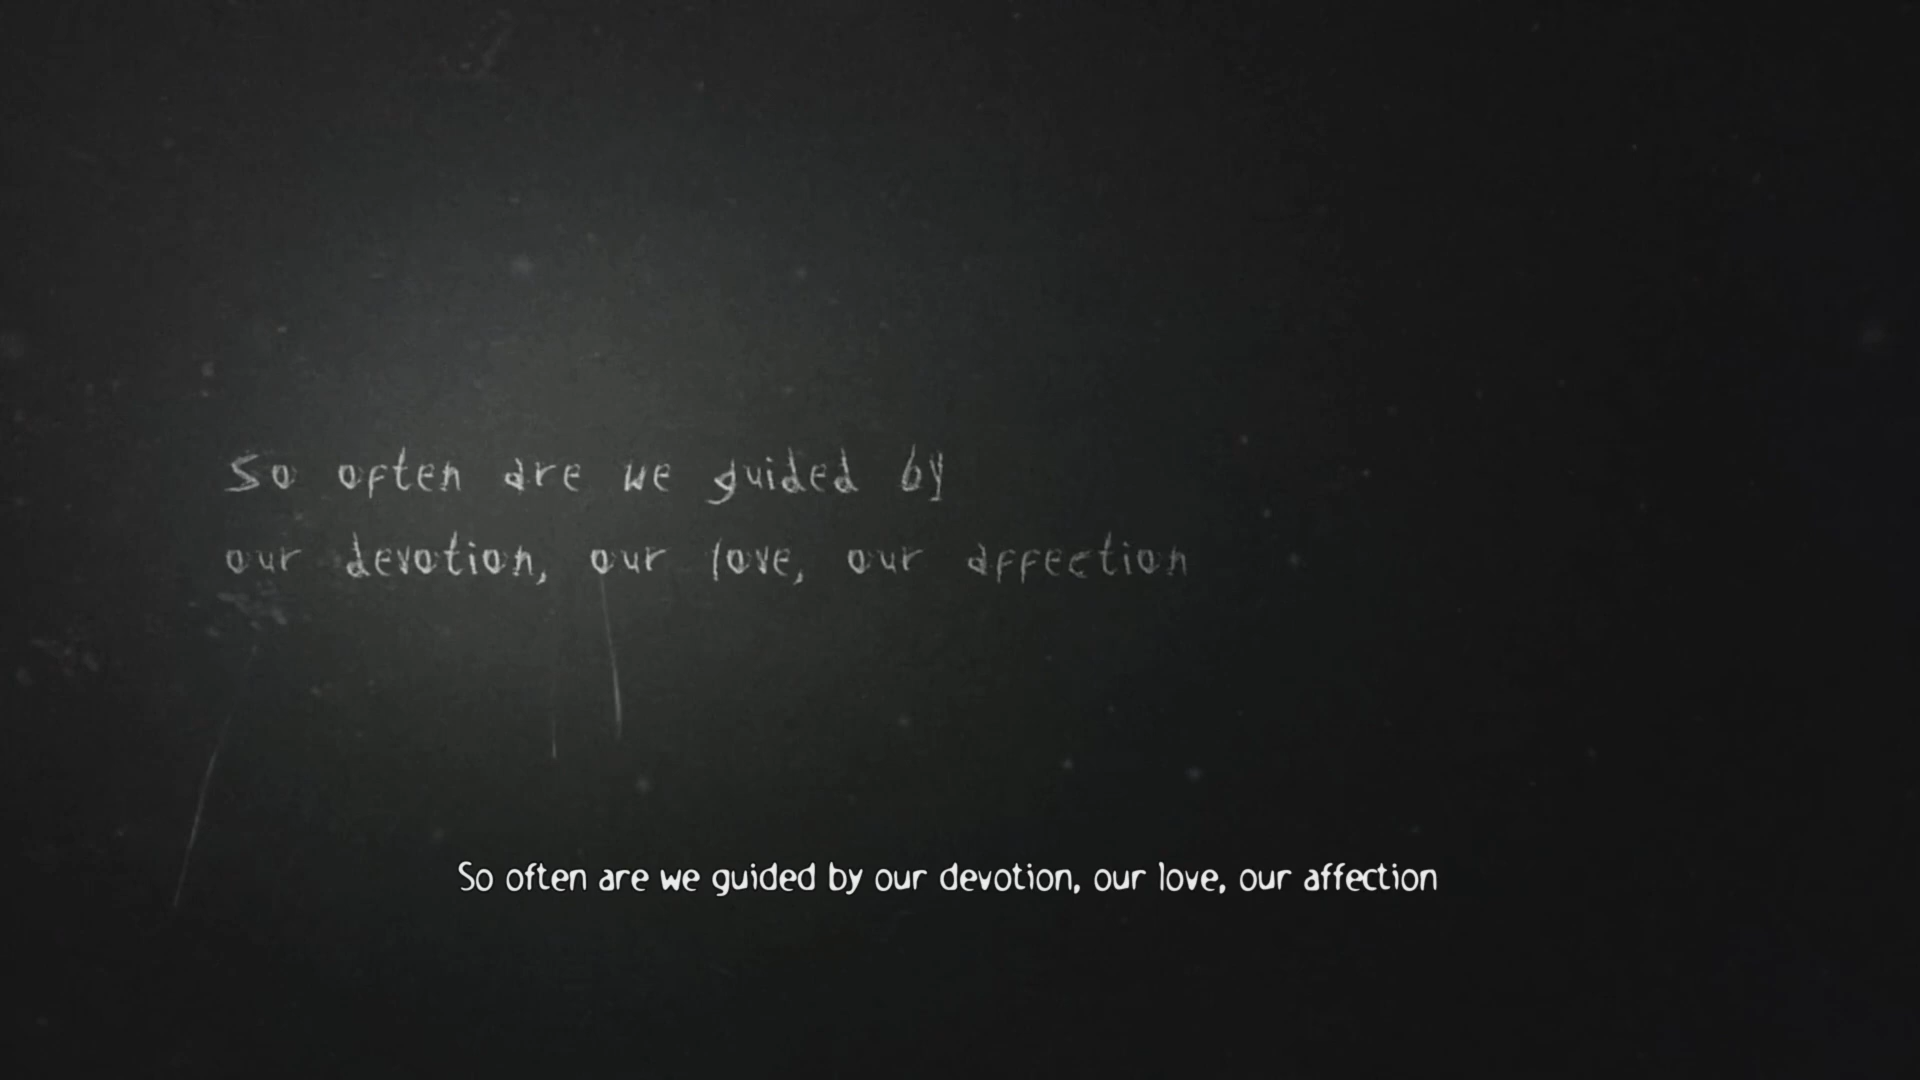 So often are we guided by
our devotion, our love, our affection
So often are we guided by our devotion, our love, our affection